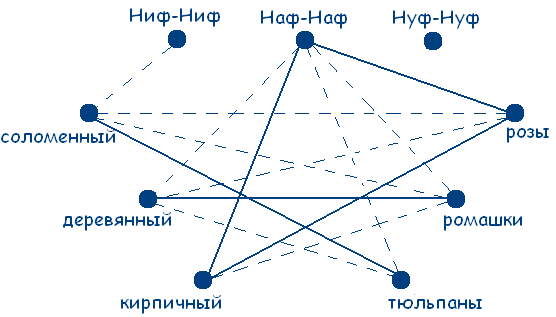 Ниф-Ниф Наф-Наф Нуф-Нуф
соломенный розы
деревянный ромашки
кирпичный тюльпаны